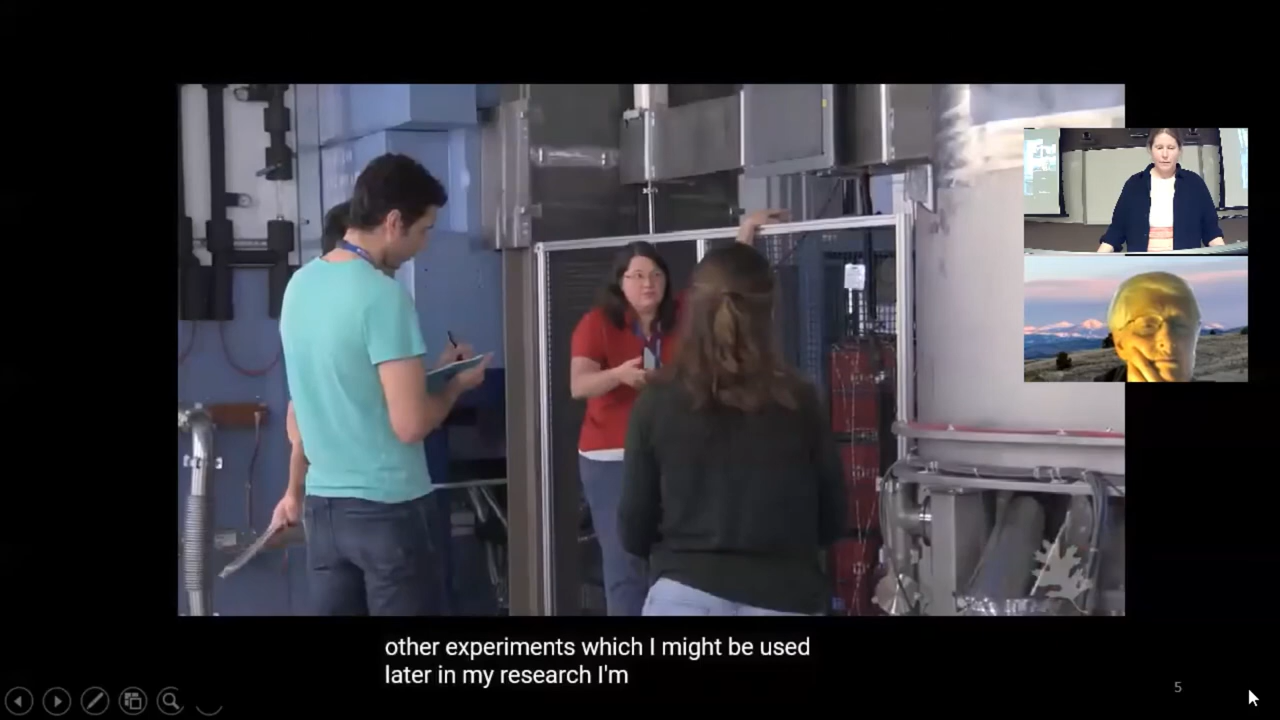 other experiments which I might be used
later in my research I'm
5